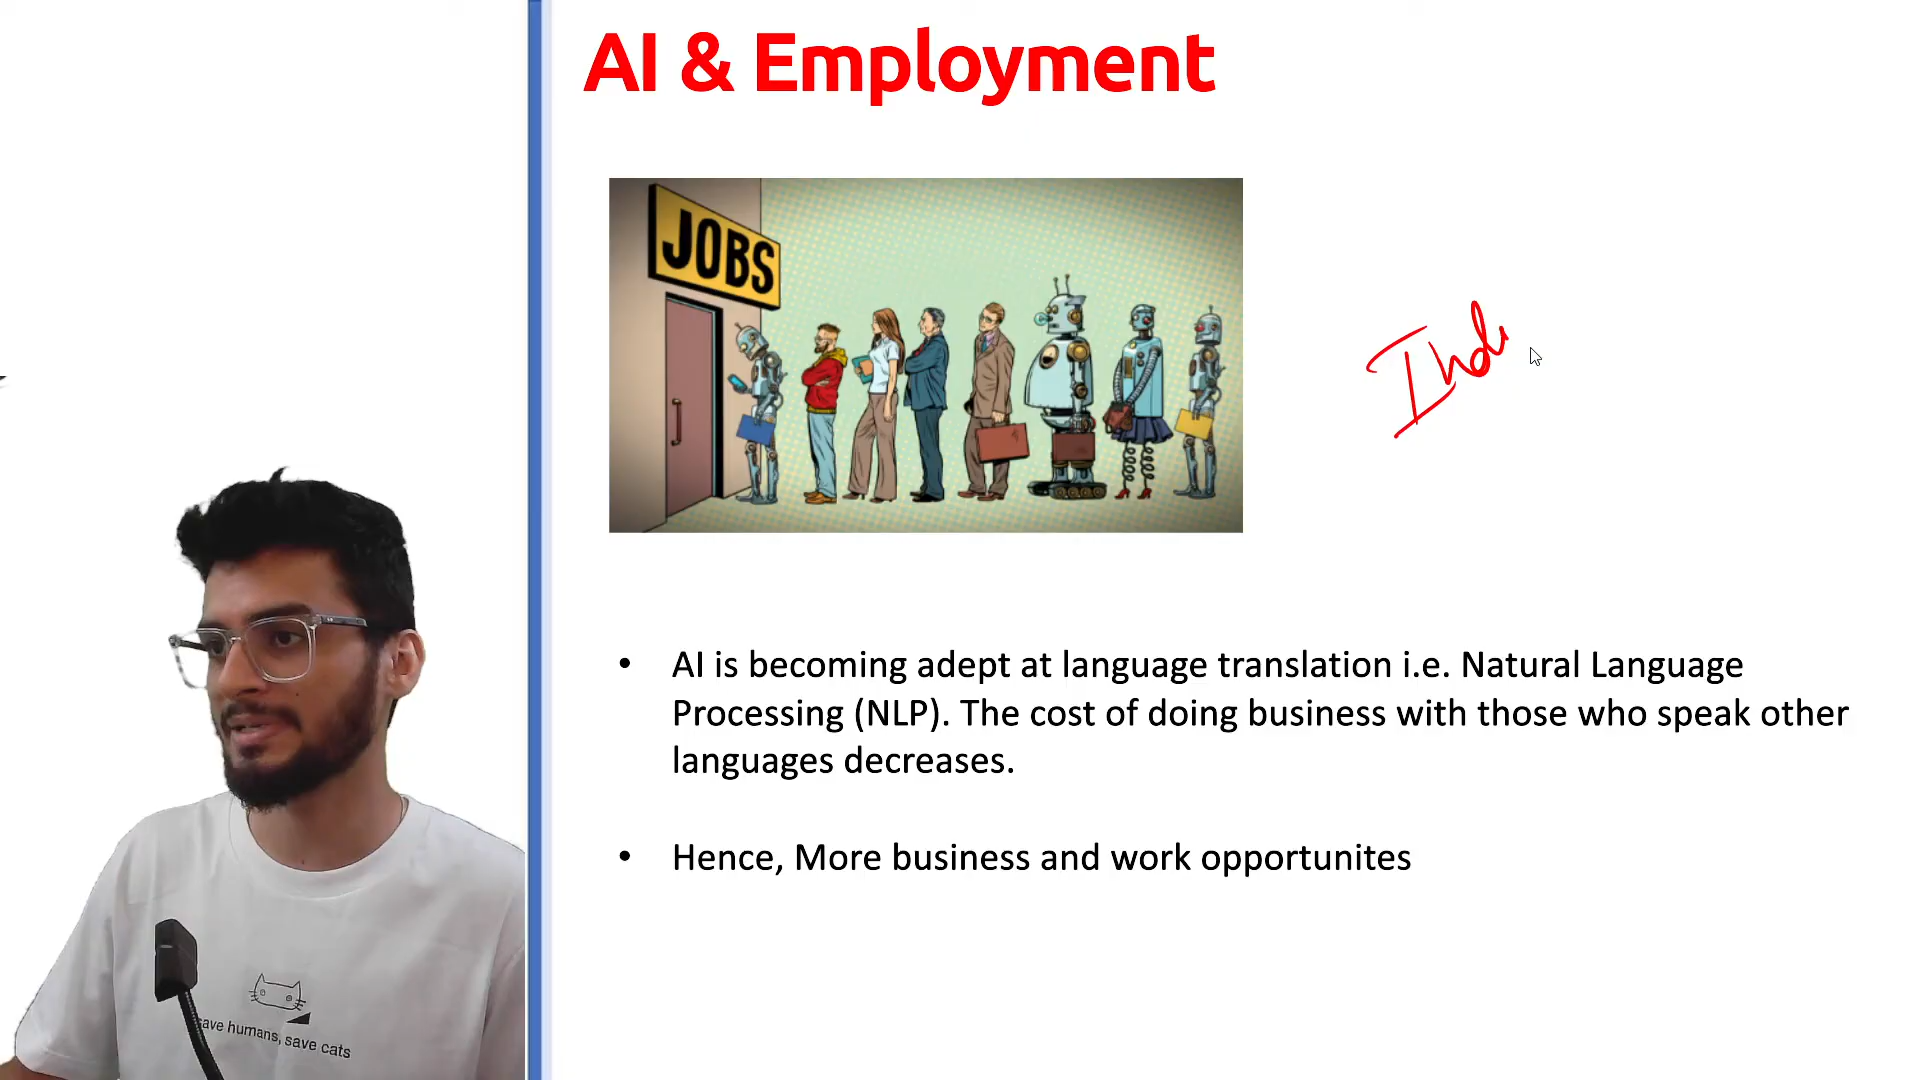 AI & Employment
JOBS
Ind
• AI is becoming adept at language translation i.e. Natural Language
Processing (NLP). The cost of doing business with those who speak other
languages decreases.
• Hence, More business and work opportunites
save humans, save cats